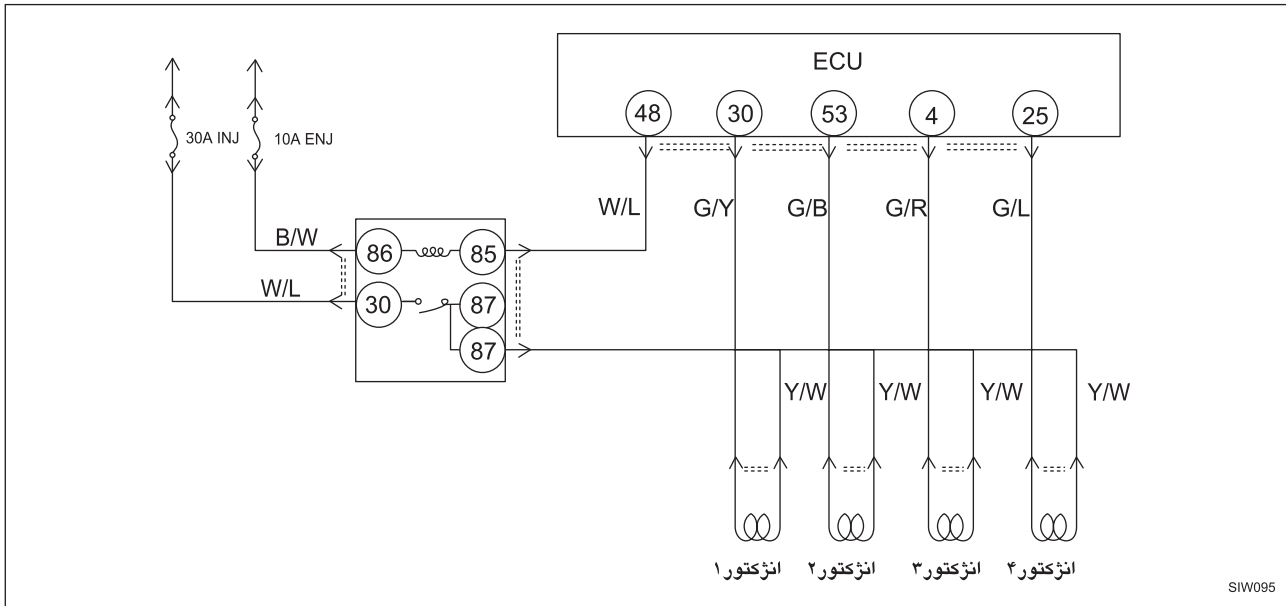 ECU
48 30 53 4 25
30A INJ 10A ENJ
W/L G/Y G/B G/R G/L
B/W
86 85
W/L
30 87
87
Y/W Y/W Y/W Y/W
انژکتور۱ انژکتور۲ انژکتور۳ انژکتور۴
SIW095